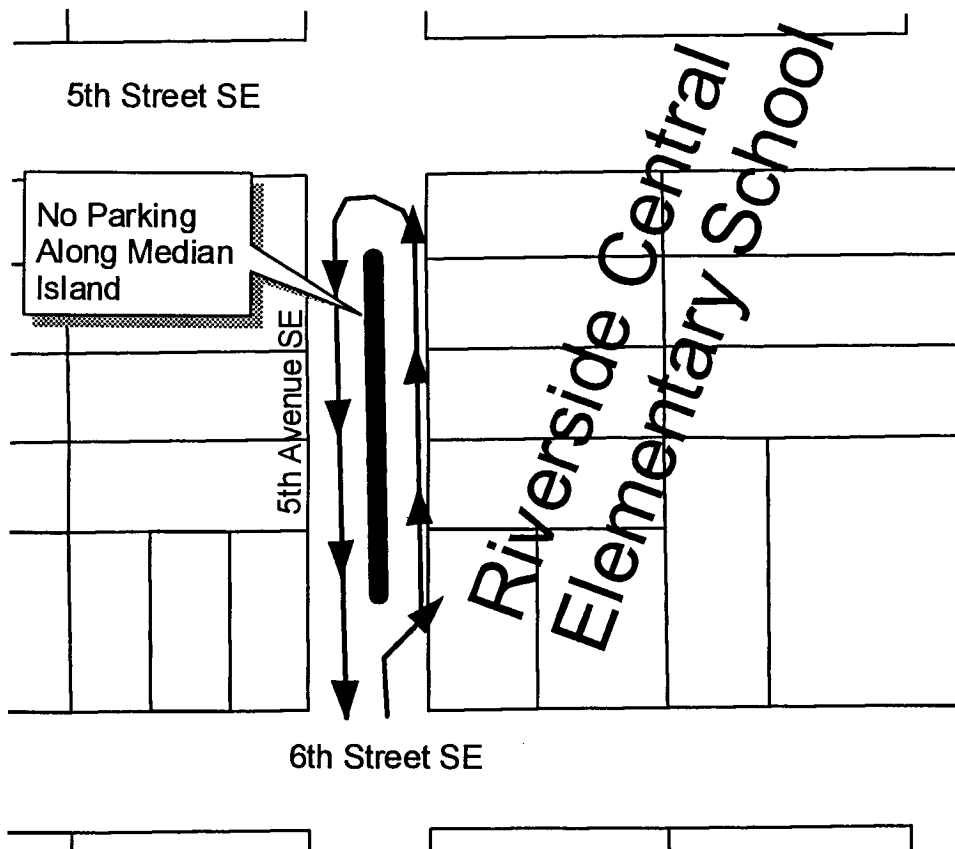 5th Street SE
No Parking
Along Median
Island
5th Avenue SE
Riverside Central
Elementary School
6th Street SE